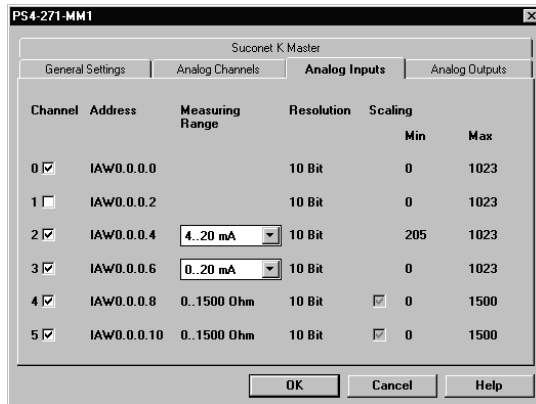 PS4-271-MM1
Suconet K Master
General Settings Analog Channels Analog Inputs Analog Outputs
Channel Address Measuring Range Resolution Scaling
Min Max
0 IAW0.0.0.0 10 Bit 0 1023
1 IAW0.0.0.2 10 Bit 0 1023
2 IAW0.0.0.4 4..20 mA 10 Bit 205 1023
3 IAW0.0.0.6 0..20 mA 10 Bit 0 1023
4 IAW0.0.0.8 0..1500 Ohm 10 Bit 0 1500
5 IAW0.0.0.10 0..1500 Ohm 10 Bit 0 1500
OK Cancel Help